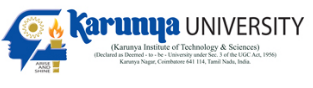 Karunya UNIVERSITY
(Karunya Institute of Technology & Sciences)
(Declared as Deemed - to - be - University under Sec. 3 of the UGC Act, 1956)
Karunya Nagar, Coimbatore 641 114, Tamil Nadu, India.
ARISE
AND
SHINE